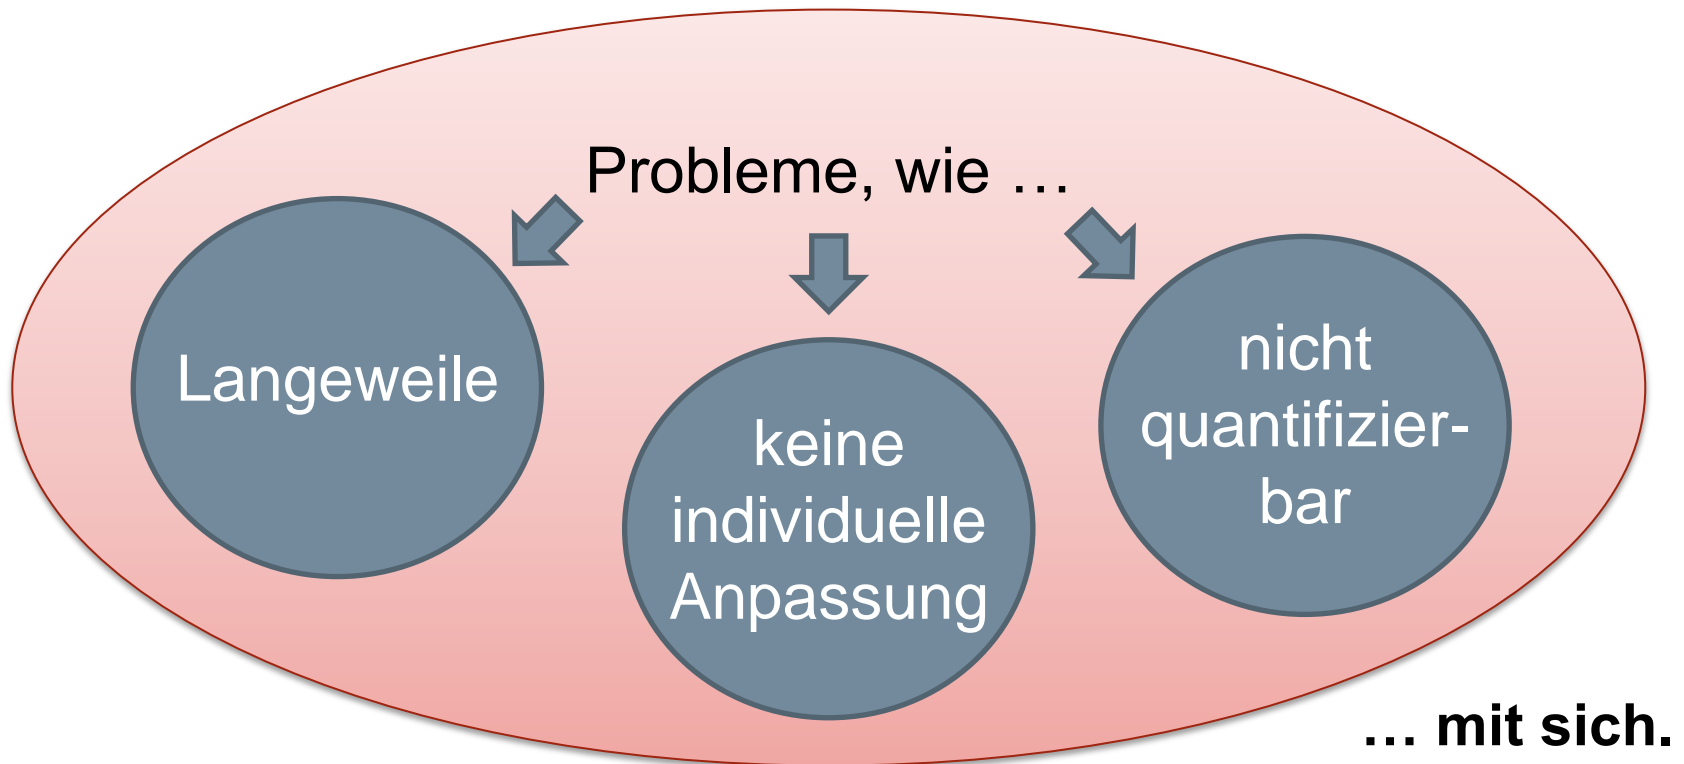 Probleme, wie …
Langeweile
keine
individuelle
Anpassung
nicht
quantifizier-
bar
… mit sich.